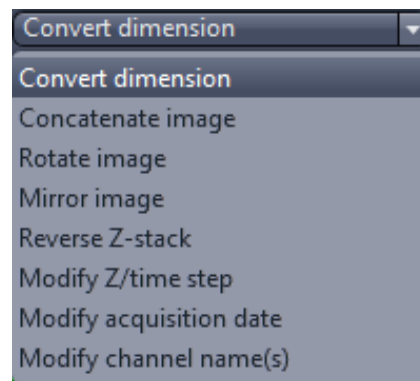 Convert dimension
Convert dimension
Concatenate image
Rotate image
Mirror image
Reverse Z-stack
Modify Z/time step
Modify acquisition date
Modify channel name(s)